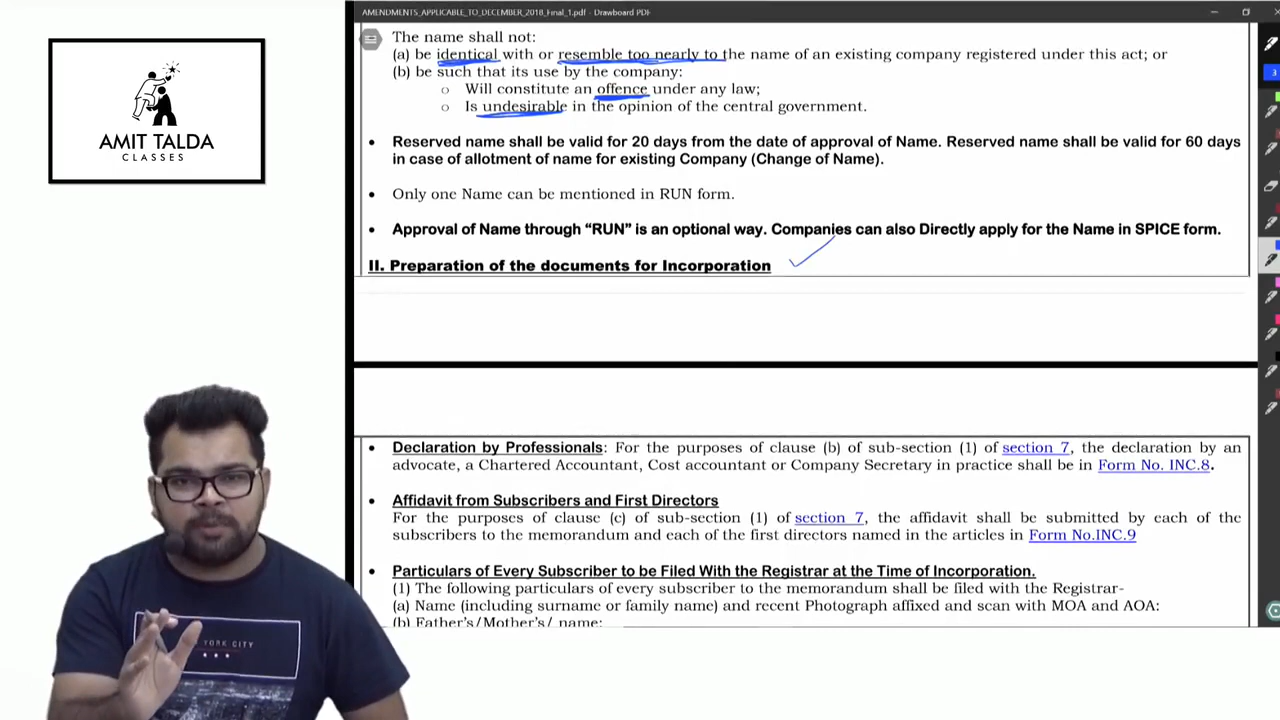 AMENDMENTS_APPLICABLE_TO_DECEMBER_2018_Final_1.pdf - Drawboard PDF
AMIT TALDA
CLASSES
The name shall not:
(a) be identical with or resemble too nearly to the name of an existing company registered under this act; or
(b) be such that its use by the company:
o Will constitute an offence under any law;
o Is undesirable in the opinion of the central government.
• Reserved name shall be valid for 20 days from the date of approval of Name. Reserved name shall be valid for 60 days
in case of allotment of name for existing Company (Change of Name).
• Only one Name can be mentioned in RUN form.
• Approval of Name through “RUN” is an optional way. Companies can also Directly apply for the Name in SPICE form.
II. Preparation of the documents for Incorporation
• Declaration by Professionals: For the purposes of clause (b) of sub-section (1) of section 7, the declaration by an
advocate, a Chartered Accountant, Cost accountant or Company Secretary in practice shall be in Form No. INC.8.
• Affidavit from Subscribers and First Directors
For the purposes of clause (c) of sub-section (1) of section 7, the affidavit shall be submitted by each of the
subscribers to the memorandum and each of the first directors named in the articles in Form No.INC.9
• Particulars of Every Subscriber to be Filed With the Registrar at the Time of Incorporation.
(1) The following particulars of every subscriber to the memorandum shall be filed with the Registrar-
(a) Name (including surname or family name) and recent Photograph affixed and scan with MOA and AOA:
(b) Father's/Mother's/ name:
YORK CITY
3